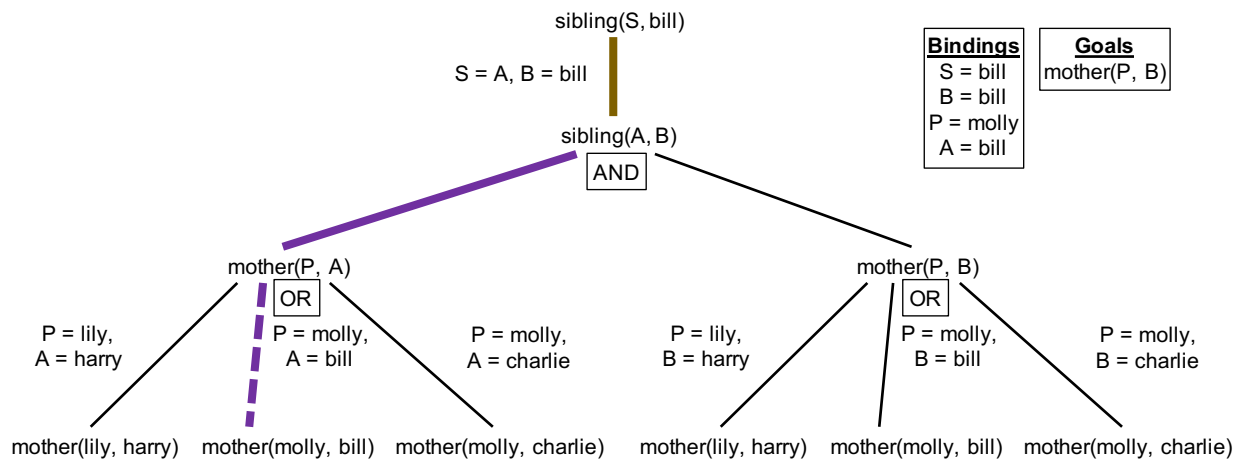 sibling(S, bill)
S = A, B = bill
sibling(A, B)
AND
Bindings
S = bill
B = bill
P = molly
A = bill
Goals
mother(P, B)
mother(P, A)
OR
P = lily,
A = harry
P = molly,
A = bill
P = molly,
A = charlie
mother(lily, harry)
mother(molly, bill)
mother(molly, charlie)
mother(P, B)
OR
P = lily,
B = harry
P = molly,
B = bill
P = molly,
B = charlie
mother(lily, harry)
mother(molly, bill)
mother(molly, charlie)